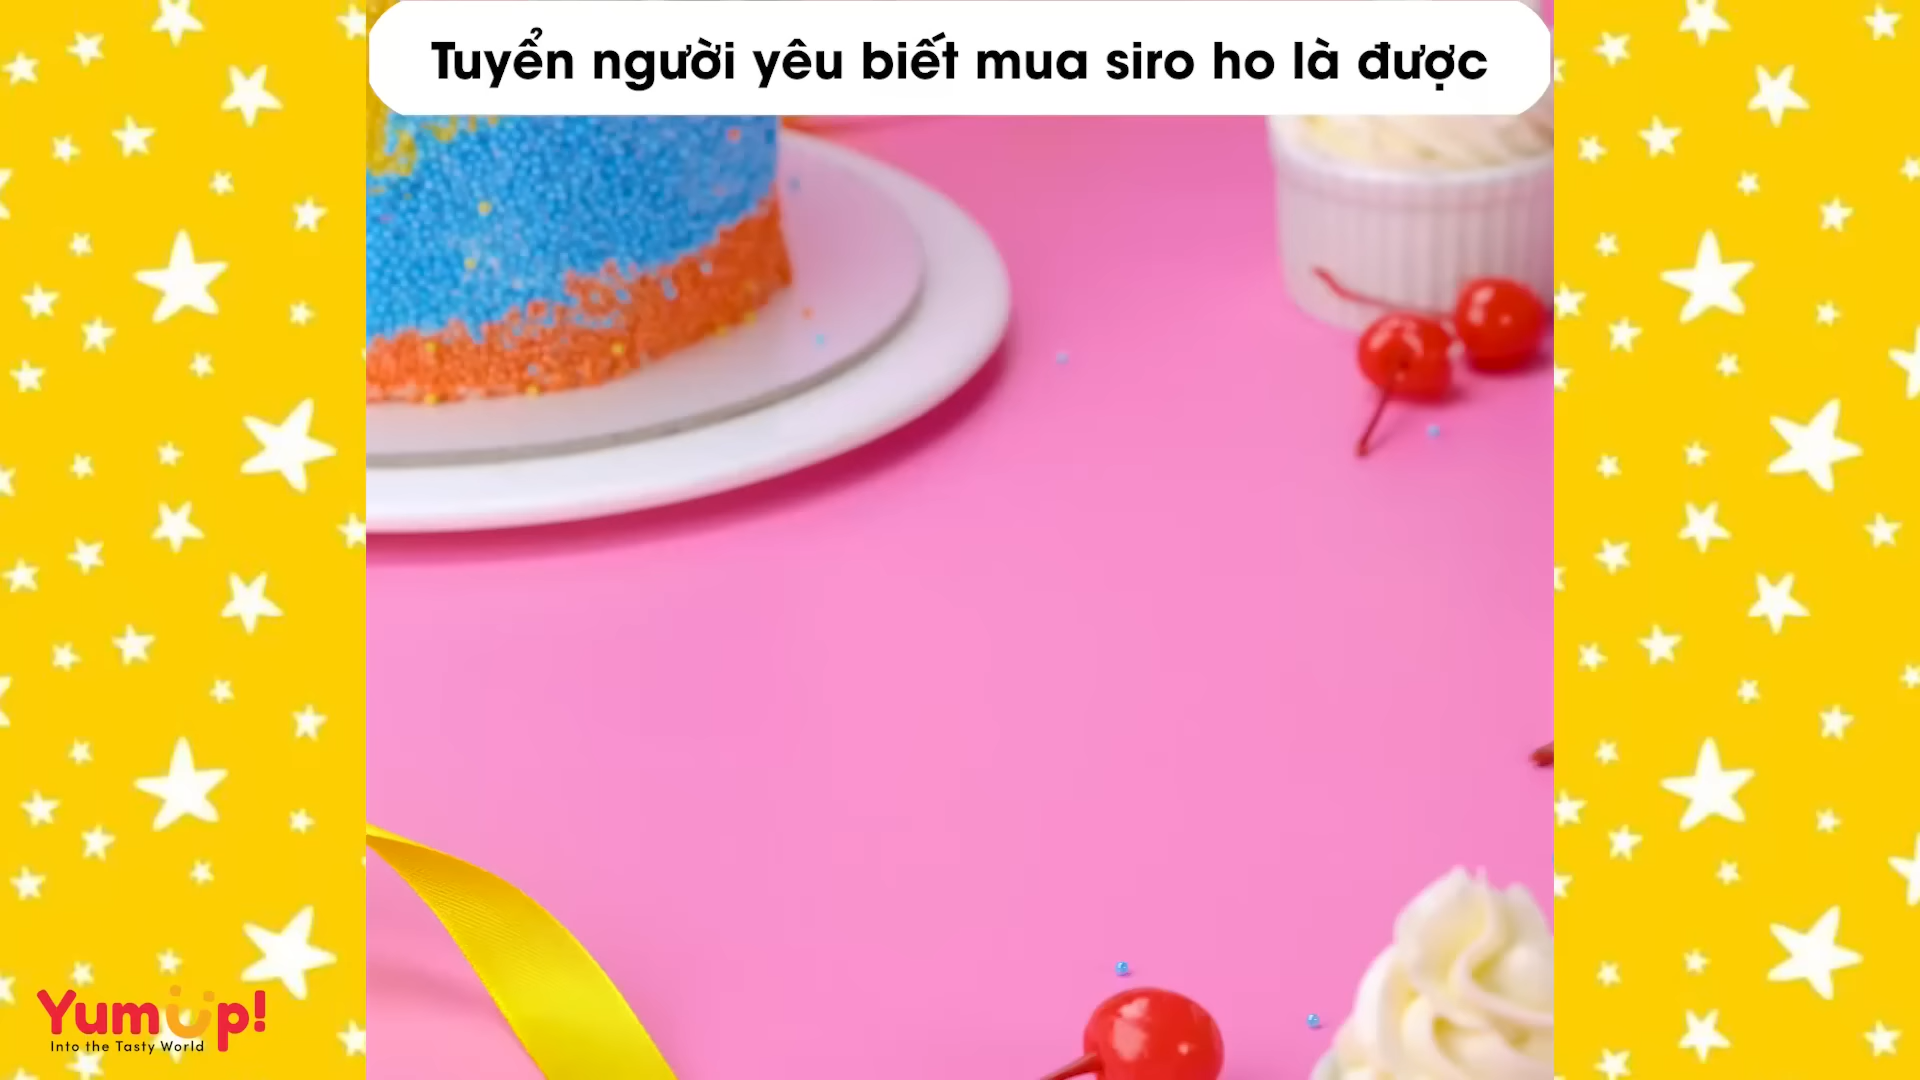 Tuyển người yêu biết mua siro ho là được
YumUp!
Into the Tasty World